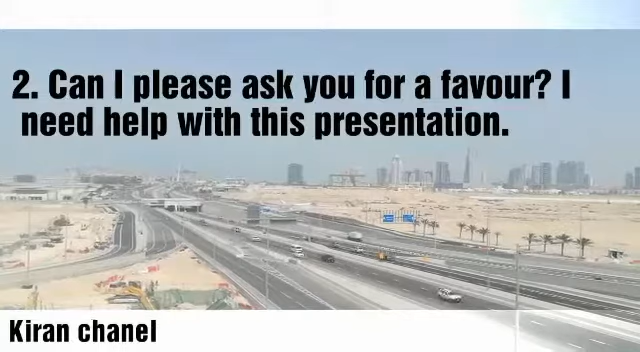 2. Can I please ask you for a favour? I
need help with this presentation.
Kiran chanel